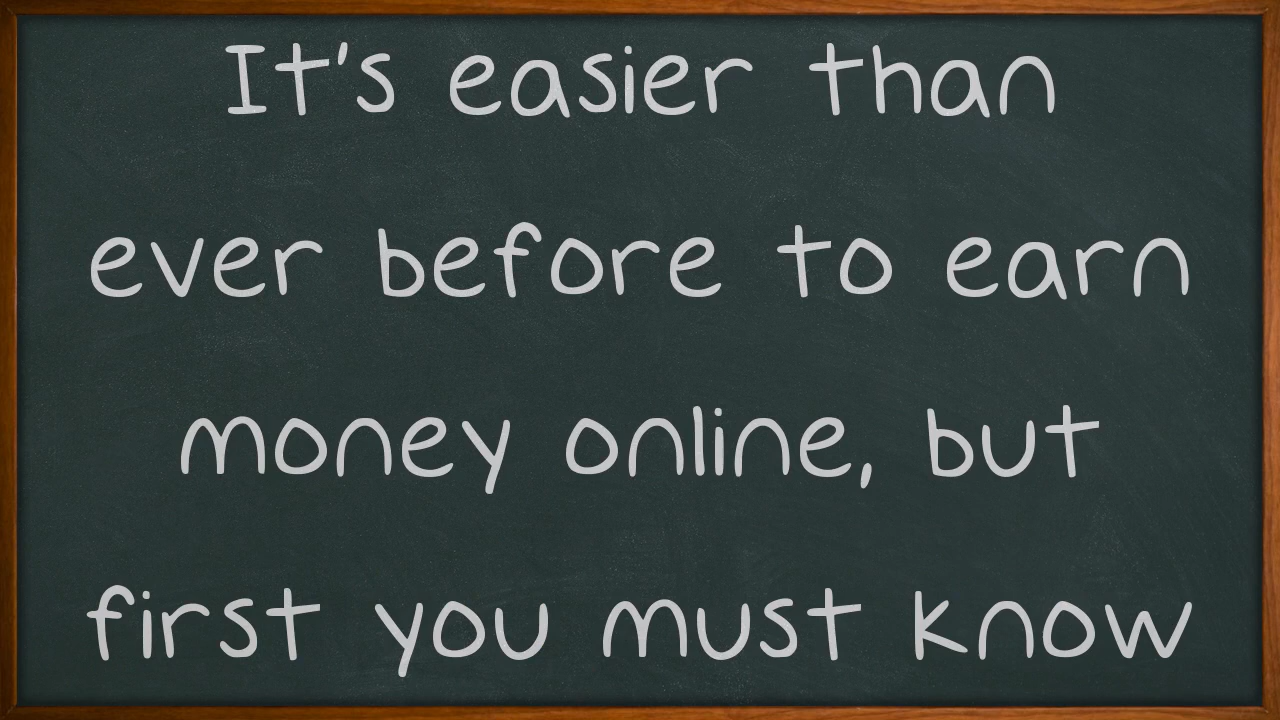 It's easier than
ever before to earn
money online, but
first you must know